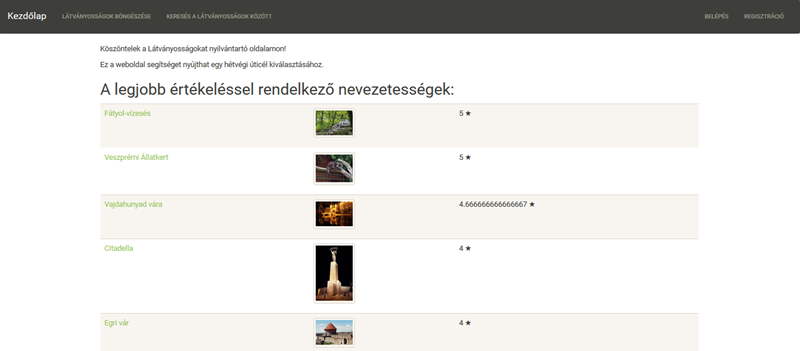 Kezdőlap LÁTVÁNYOSSÁGOK BÖNGÉSZÉSE KERESÉS A LÁTVÁNYOSSÁGOK KÖZÖTT BELÉPÉS REGISZTRÁCIÓ
Köszöntelek a Látványosságokat nyilvántartó oldalamon!
Ez a weboldal segítséget nyújthat egy hétvégi úticél kiválasztásához.
A legjobb értékeléssel rendelkező nevezetességek:
Fátyol-vízesés 5 ★
Veszprémi Állatkert 5 ★
Vajdahunyad vára 4.666666666666667 ★
Citadella 4 ★
Egri vár 4 ★